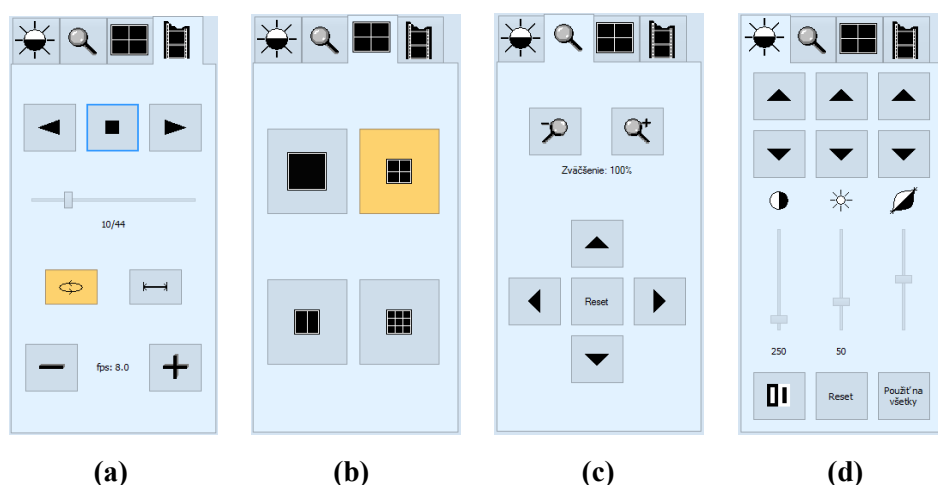 10/44
fps: 8.0
(a)
(b)
Zväčšenie: 100%
Reset
(c)
250
50
Reset
Použiť na
všetky
(d)